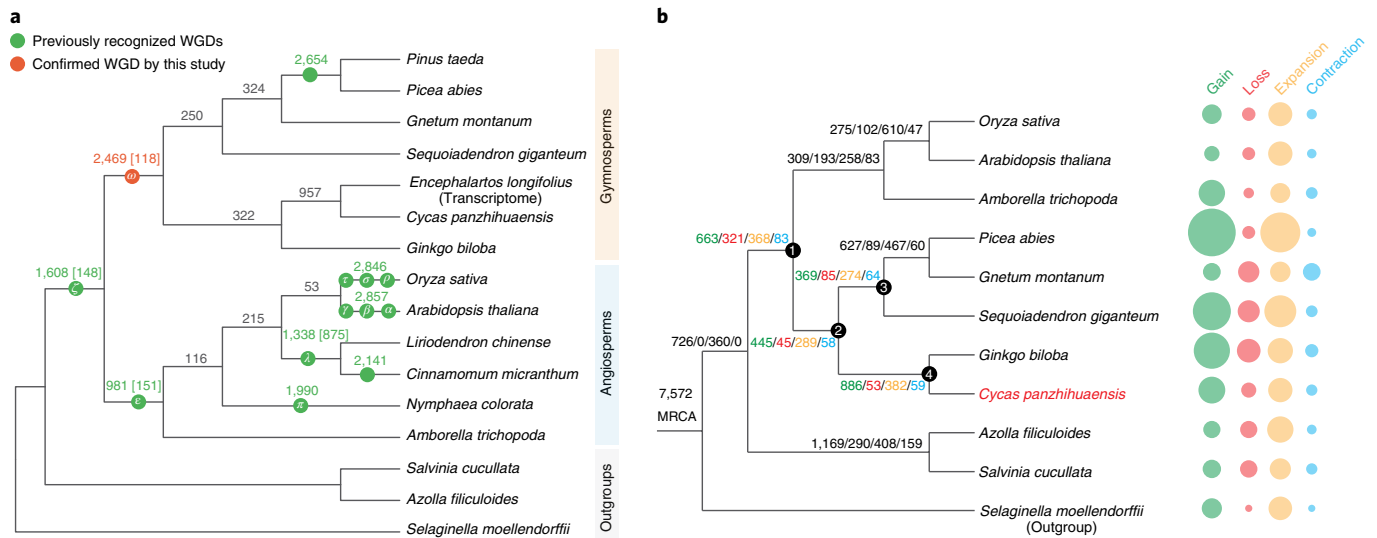 a
Previously recognized WGDs
Confirmed WGD by this study
2,654
Pinus taeda
324
Picea abies
250
Gnetum montanum
2,469 [118]
Sequoiadendron giganteum
ω
Encephalartos longifolius
(Transcriptome)
957
322
Cycas panzhihuaensis
Ginkgo biloba
1,608 [148]
ζ
2,846
τ σ ρ
Oryza sativa
53
2,857
γ β α
Arabidopsis thaliana
215
1,338 [875]
Liriodendron chinense
λ
2,141
Cinnamomum micranthum
116
981 [151]
ε
1,990
π
Nymphaea colorata
Amborella trichopoda
Salvinia cucullata
Azolla filiculoides
Selaginella moellendorffii
Gymnosperms
Angiosperms
Outgroups
b
Gain
Loss
Expansion
Contraction
275/102/610/47
Oryza sativa
309/193/258/83
Arabidopsis thaliana
Amborella trichopoda
663/321/368/83
1
627/89/467/60
Picea abies
369/85/274/64
3
Gnetum montanum
Sequoiadendron giganteum
726/0/360/0
445/45/289/58
2
Ginkgo biloba
4
886/53/382/59
Cycas panzhihuaensis
7,572
MRCA
Azolla filiculoides
1,169/290/408/159
Salvinia cucullata
Selaginella moellendorffii
(Outgroup)